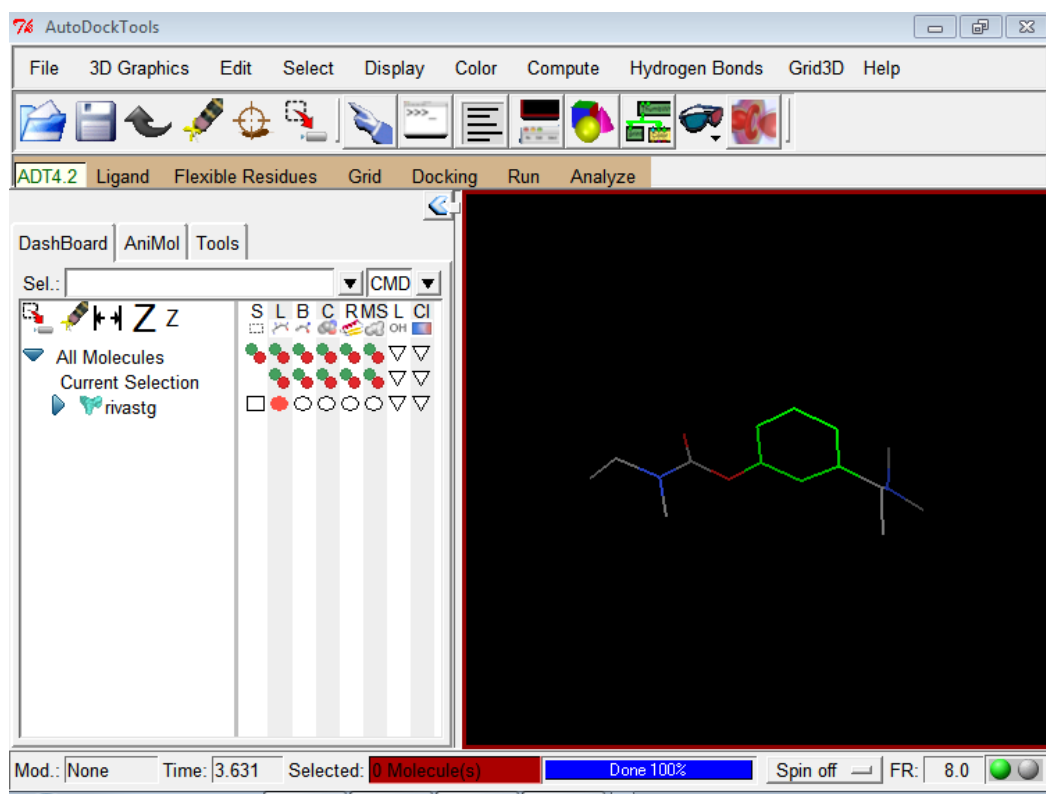 AutoDockTools
File 3D Graphics Edit Select Display Color Compute Hydrogen Bonds Grid3D Help
>>>_
ADT4.2 Ligand Flexible Residues Grid Docking Run Analyze
DashBoard AniMol Tools
Sel.: CMD
Z Z S L B C R MS L Cl
OH
All Molecules
Current Selection
rivastg
Mod.: None Time: 3.631 Selected: 0 Molecule(s) Done 100% Spin off FR: 8.0